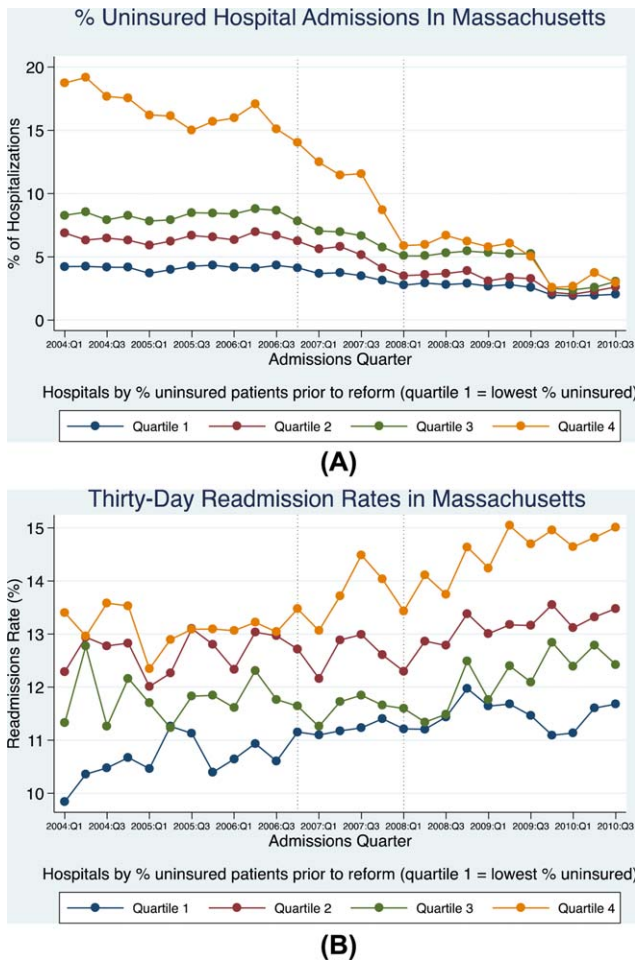 % Uninsured Hospital Admissions In Massachusetts
20
15
10
5
0
% of Hospitalizations
2004:Q1 2004:Q3 2005:Q1 2005:Q3 2006:Q1 2006:Q3 2007:Q1 2007:Q3 2008:Q1 2008:Q3 2009:Q1 2009:Q3 2010:Q1 2010:Q3
Admissions Quarter
Hospitals by % uninsured patients prior to reform (quartile 1 = lowest % uninsured)
Quartile 1 Quartile 2 Quartile 3 Quartile 4
(A)
Thirty-Day Readmission Rates in Massachusetts
15
14
13
12
11
10
Readmissions Rate (%)
2004:Q1 2004:Q3 2005:Q1 2005:Q3 2006:Q1 2006:Q3 2007:Q1 2007:Q3 2008:Q1 2008:Q3 2009:Q1 2009:Q3 2010:Q1 2010:Q3
Admissions Quarter
Hospitals by % uninsured patients prior to reform (quartile 1 = lowest % uninsured)
Quartile 1 Quartile 2 Quartile 3 Quartile 4
(B)